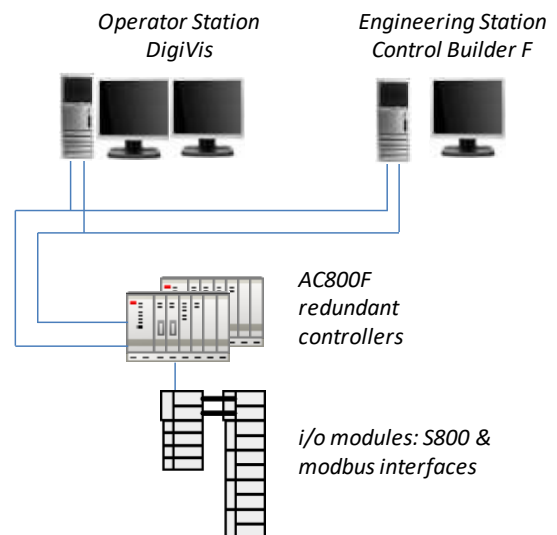 Operator Station
DigiVis
Engineering Station
Control Builder F
AC800F
redundant
controllers
i/o modules: S800 &
modbus interfaces